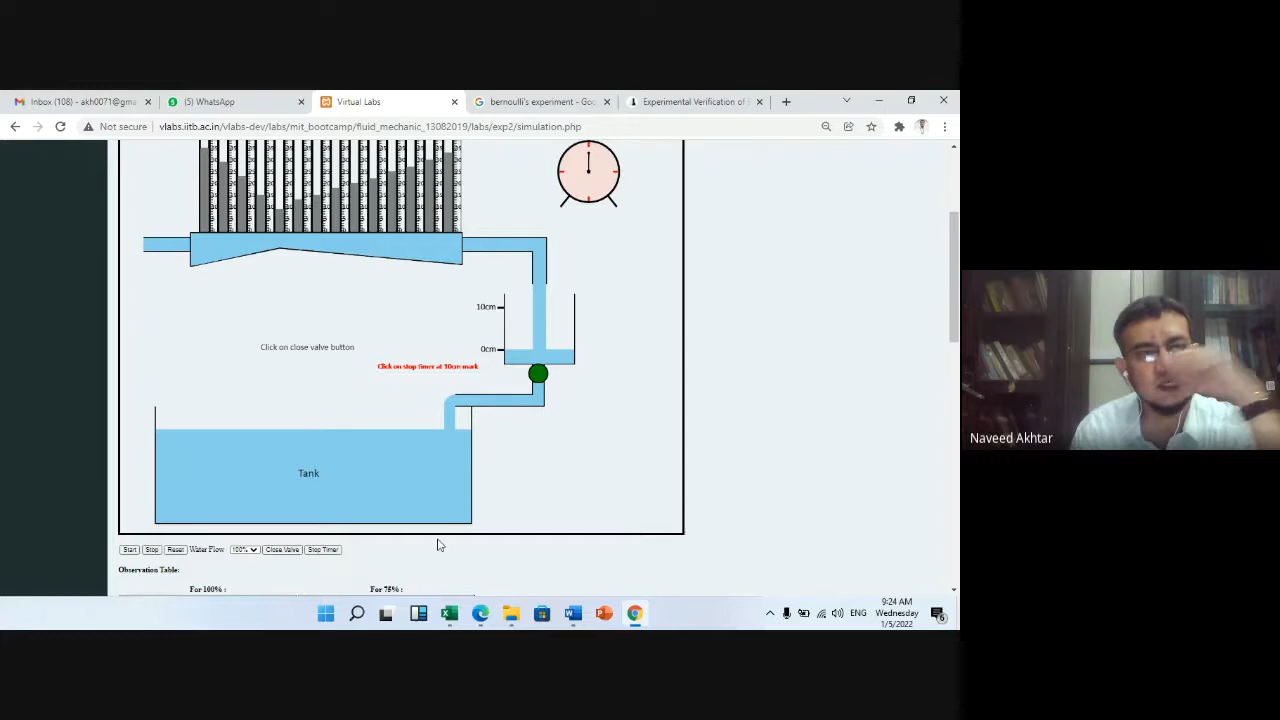 Inbox (108) - akh0071@gma
(5) WhatsApp
Virtual Labs
bernoulli's experiment - Goo
Experimental Verification of
Not secure
vlabs.iitb.ac.in/vlabs-dev/labs/mit_bootcamp/fluid_mechanic_13082019/labs/exp2/simulation.php
10cm
0cm
Click on close valve button
Click on stop timer at 10cm mark
Tank
Start
Stop
Reset
Water Flow
100%
Close Valve
Stop Timer
Observation Table:
For 100% :
For 75% :
ENG
9:24 AM
Wednesday
1/5/2022
6
Naveed Akhtar